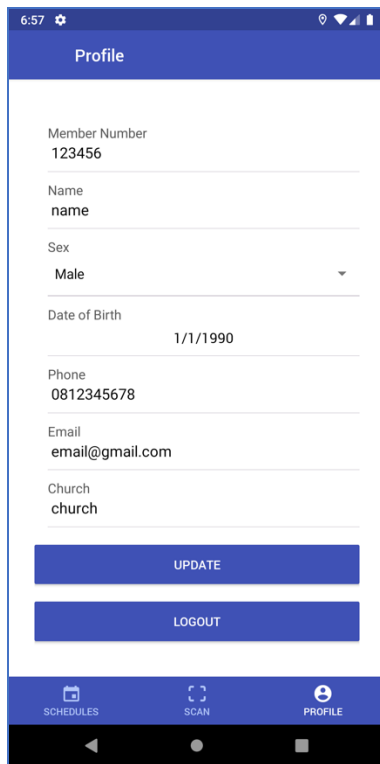 6:57
Profile
Member Number
123456
Name
name
Sex
Male
Date of Birth
1/1/1990
Phone
0812345678
Email
email@gmail.com
Church
church
UPDATE
LOGOUT
SCHEDULES SCAN PROFILE